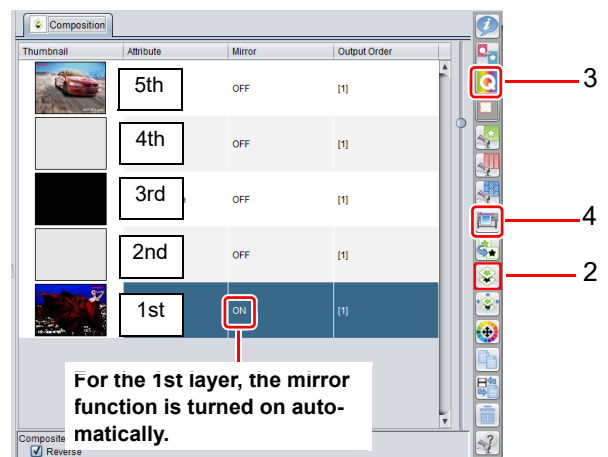 Composition
Thumbnail Attribute Mirror Output Order
5th OFF [1]
4th OFF [1]
3rd OFF [1]
2nd OFF [1]
1st ON [1]
3
4
2
For the 1st layer, the mirror
function is turned on auto-
matically.
Composite
Reverse